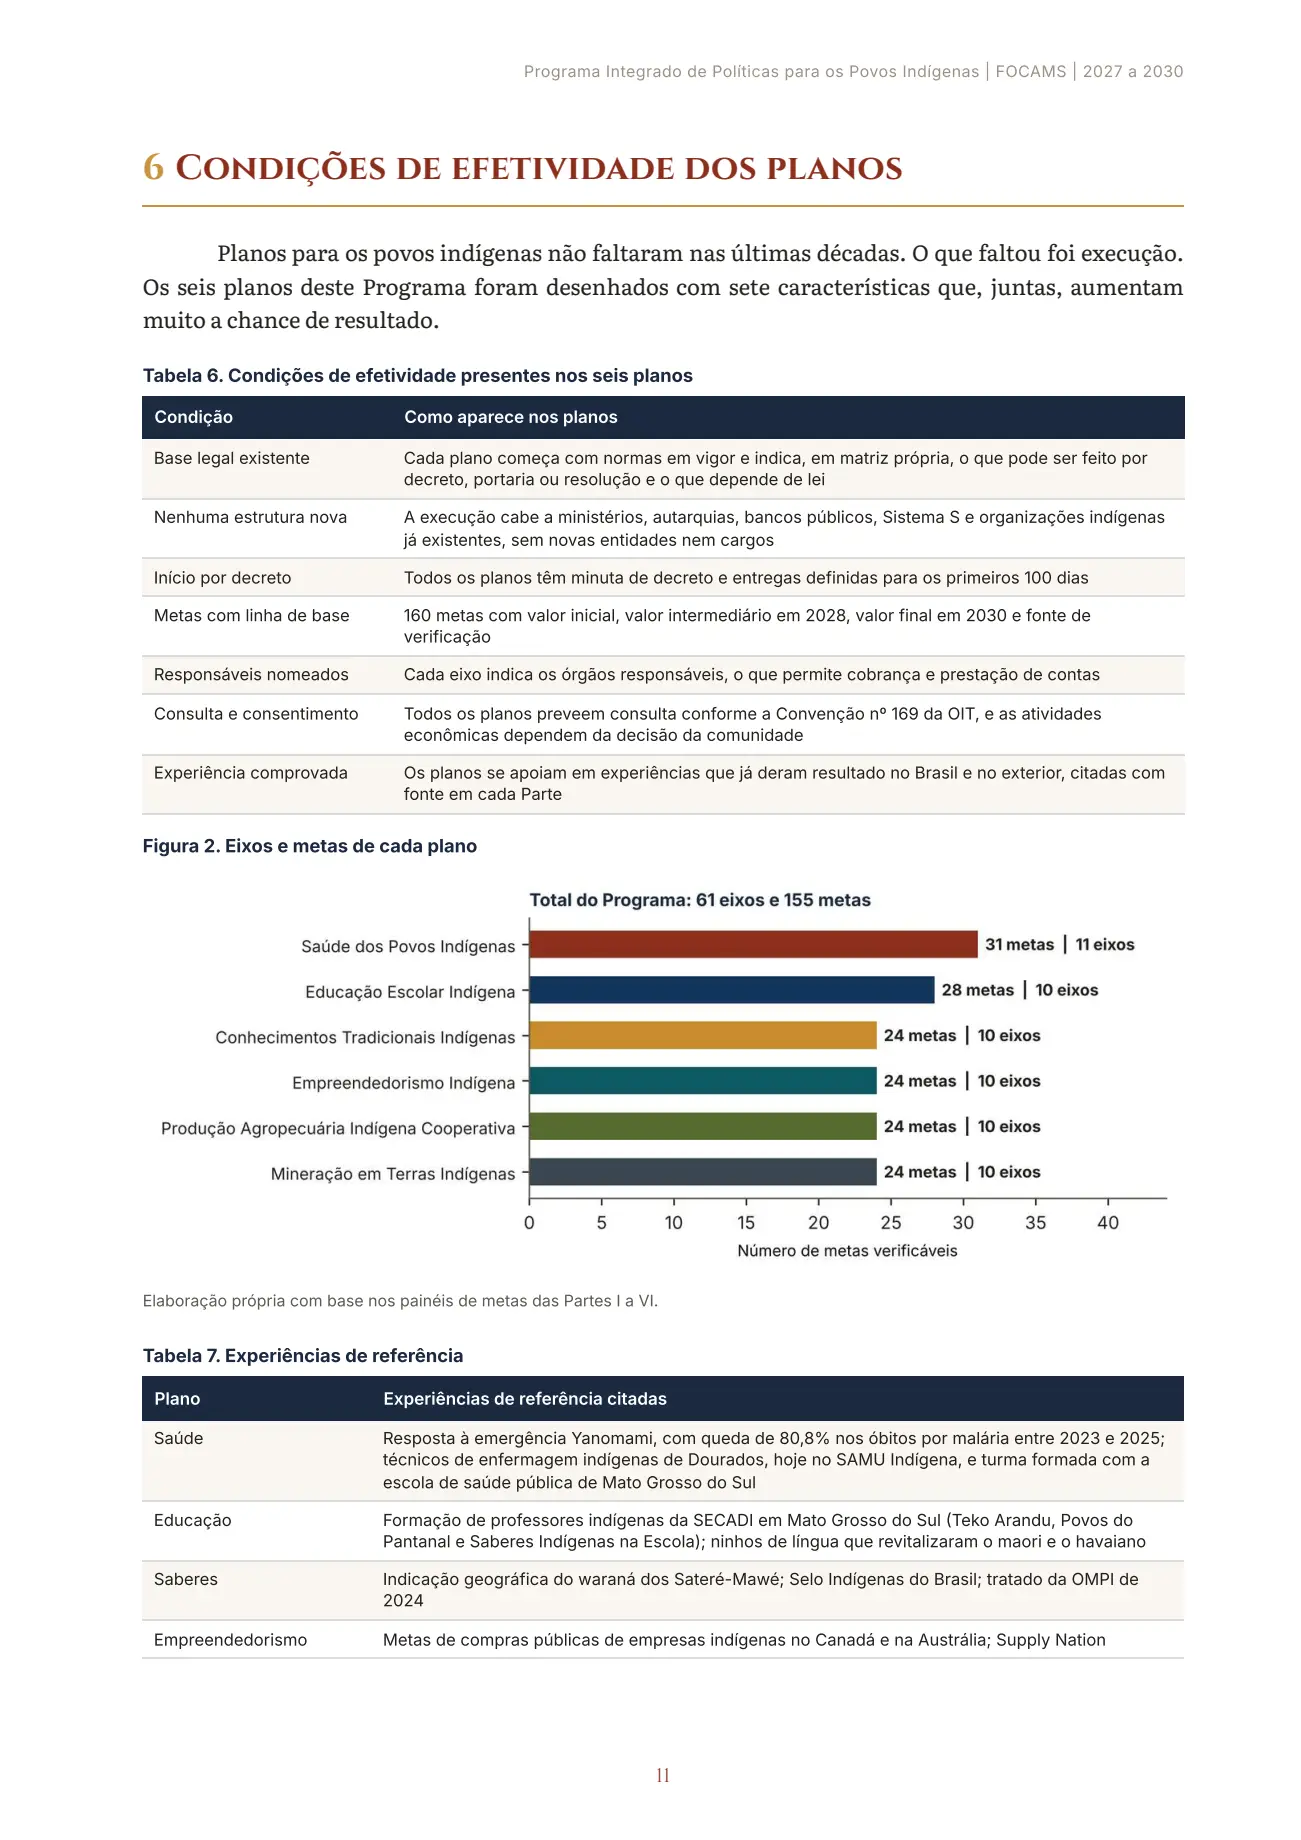 Programa Integrado de Políticas para os Povos Indígenas | FOCAMS | 2027 a 2030
6 Condições de efetividade dos planos
Planos para os povos indígenas não faltaram nas últimas décadas. O que faltou foi execução.
Os seis planos deste Programa foram desenhados com sete características que, juntas, aumentam
muito a chance de resultado.
Tabela 6. Condições de efetividade presentes nos seis planos
Condição Como aparece nos planos
Base legal existente Cada plano começa com normas em vigor e indica, em matriz própria, o que pode ser feito por
decreto, portaria ou resolução e o que depende de lei
Nenhuma estrutura nova A execução cabe a ministérios, autarquias, bancos públicos, Sistema S e organizações indígenas
já existentes, sem novas entidades nem cargos
Início por decreto Todos os planos têm minuta de decreto e entregas definidas para os primeiros 100 dias
Metas com linha de base 160 metas com valor inicial, valor intermediário em 2028, valor final em 2030 e fonte de
verificação
Responsáveis nomeados Cada eixo indica os órgãos responsáveis, o que permite cobrança e prestação de contas
Consulta e consentimento Todos os planos preveem consulta conforme a Convenção nº 169 da OIT, e as atividades
econômicas dependem da decisão da comunidade
Experiência comprovada Os planos se apoiam em experiências que já deram resultado no Brasil e no exterior, citadas com
fonte em cada Parte
Figura 2. Eixos e metas de cada plano
Total do Programa: 61 eixos e 155 metas
Saúde dos Povos Indígenas 31 metas | 11 eixos
Educação Escolar Indígena 28 metas | 10 eixos
Conhecimentos Tradicionais Indígenas 24 metas | 10 eixos
Empreendedorismo Indígena 24 metas | 10 eixos
Produção Agropecuária Indígena Cooperativa 24 metas | 10 eixos
Mineração em Terras Indígenas 24 metas | 10 eixos
0 5 10 15 20 25 30 35 40
Número de metas verificáveis
Elaboração própria com base nos painéis de metas das Partes I a VI.
Tabela 7. Experiências de referência
Plano Experiências de referência citadas
Saúde Resposta à emergência Yanomami, com queda de 80,8% nos óbitos por malária entre 2023 e 2025;
técnicos de enfermagem indígenas de Dourados, hoje no SAMU Indígena, e turma formada com a
escola de saúde pública de Mato Grosso do Sul
Educação Formação de professores indígenas da SECADI em Mato Grosso do Sul (Teko Arandu, Povos do
Pantanal e Saberes Indígenas na Escola); ninhos de língua que revitalizaram o maori e o havaiano
Saberes Indicação geográfica do waraná dos Sateré-Mawé; Selo Indígenas do Brasil; tratado da OMPI de
2024
Empreendedorismo Metas de compras públicas de empresas indígenas no Canadá e na Austrália; Supply Nation
11